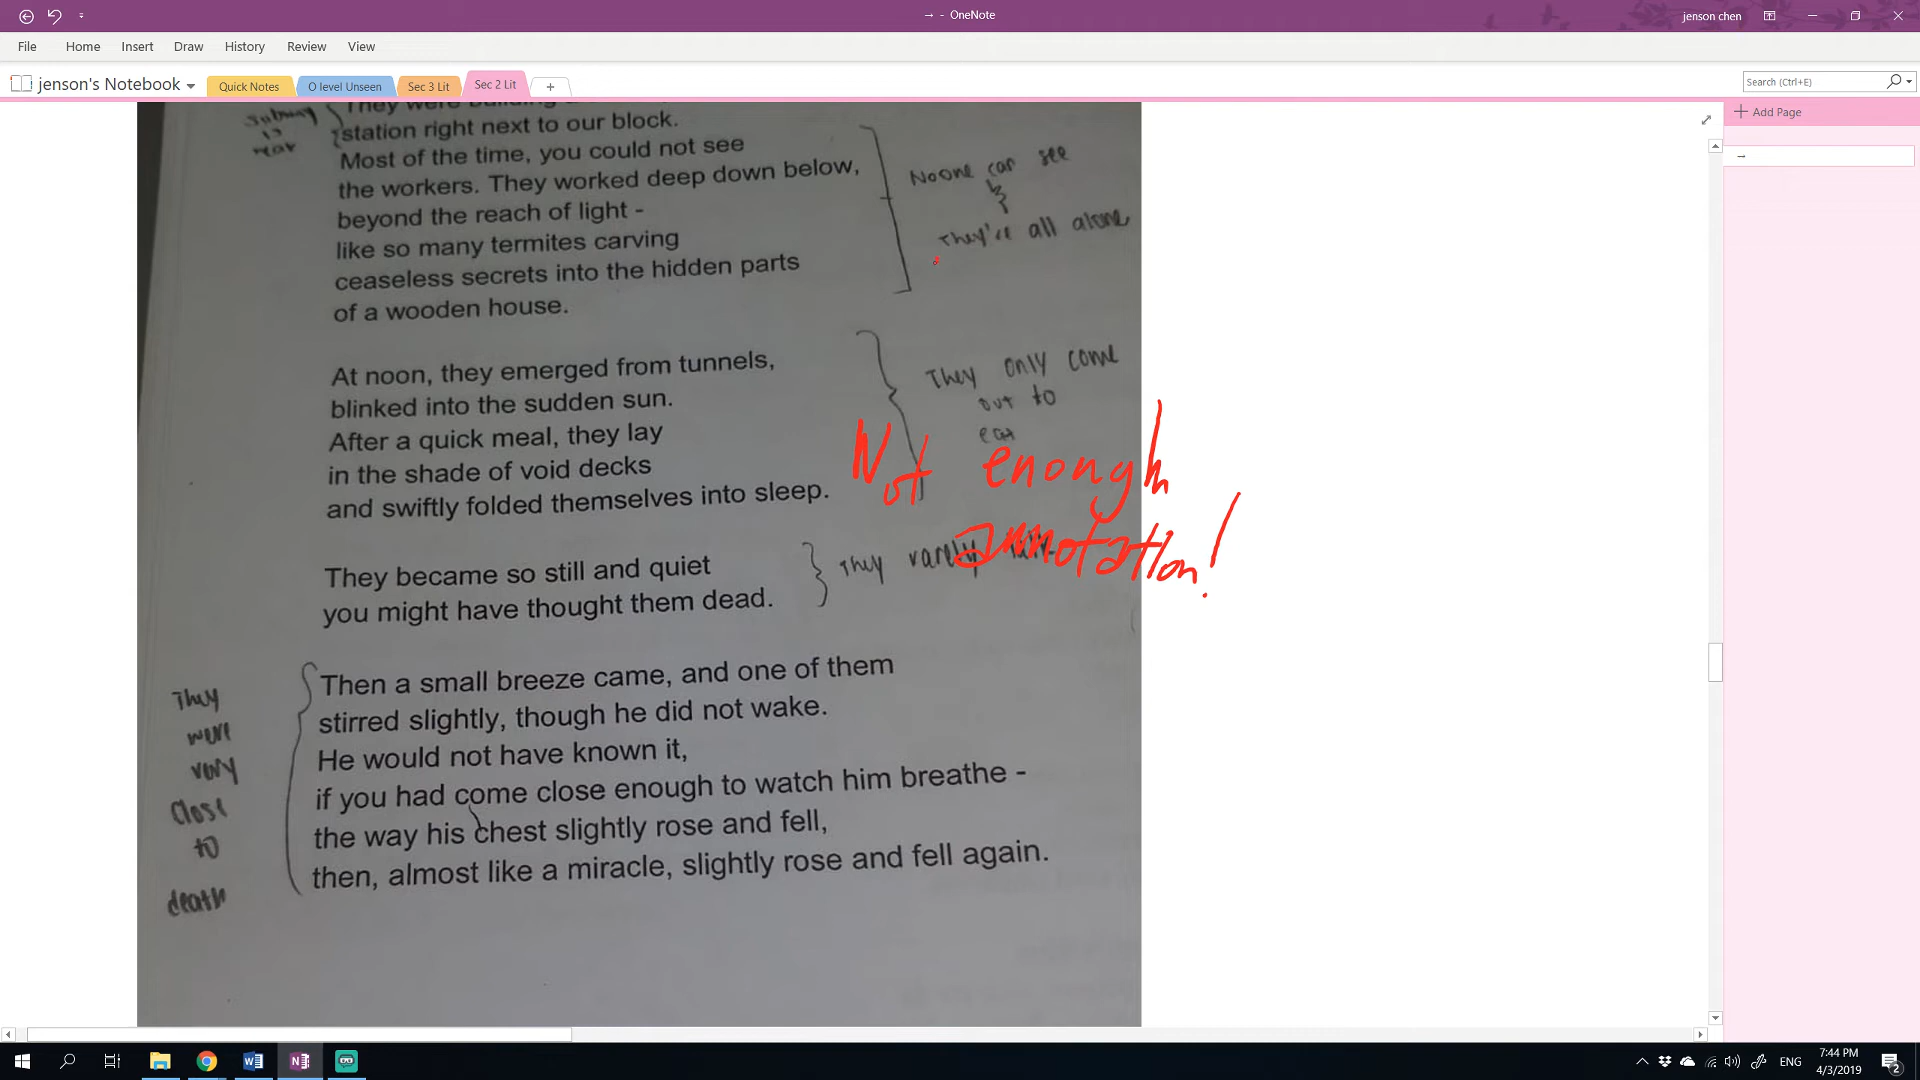 → - OneNote
jenson chen
File Home Insert Draw History Review View
jenson's Notebook
Quick Notes
O level Unseen
Sec 3 Lit
Sec 2 Lit
+
Search (Ctrl+E)
Add Page
→
They were building
station right next to our block.
Most of the time, you could not see
the workers. They worked deep down below,
beyond the reach of light -
like so many termites carving
ceaseless secrets into the hidden parts
of a wooden house.
Noone can see
They're all alone
At noon, they emerged from tunnels,
blinked into the sudden sun.
After a quick meal, they lay
in the shade of void decks
and swiftly folded themselves into sleep.
They only come
out to
eat
Not enough
annotation!
They became so still and quiet
you might have thought them dead.
They rarely
Then a small breeze came, and one of them
stirred slightly, though he did not wake.
He would not have known it,
if you had come close enough to watch him breathe -
the way his chest slightly rose and fell,
then, almost like a miracle, slightly rose and fell again.
They
were
very
close
to
death
ENG
7:44 PM
4/3/2019
2